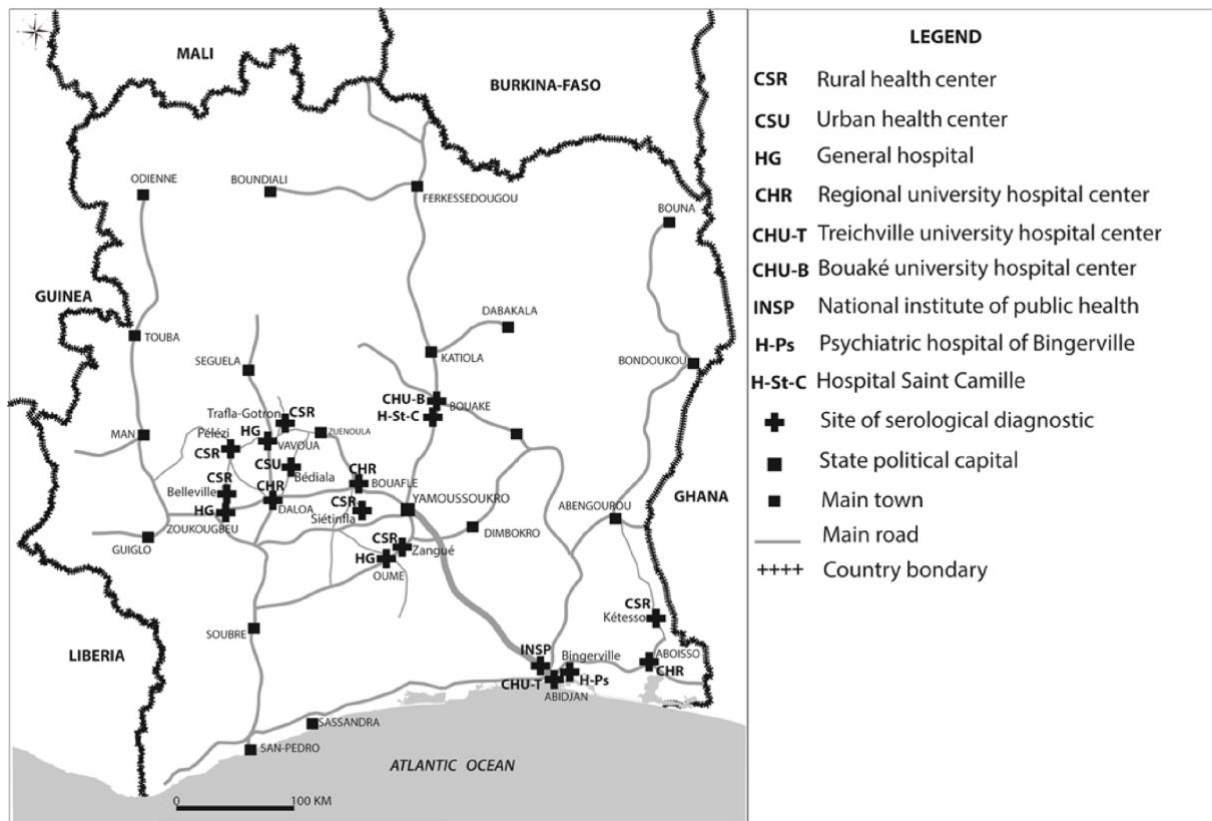 MALI
BURKINA-FASO
ODIENNE
BOUNDIALI
FERKESSEDOUGOU
BOUNA
GUINEA
TOUBA
SEGUELA
DABAKALA
KATIOLA
BONDOUKOU
CHU-B
BOUAKE
H-St-C
Trafla-Gotron
CSR
ZUENOULA
Pélézi
HG
VAVOUA
MAN
CSR
CSU
Bédiala
CSR
Belleville
CHR
DALOA
CHR
BOUAFLE
HG
ZOUKOUGBEU
CSR
Siétinfla
YAMOUSSOUKRO
ABENGOUROU
GHANA
GUIGLO
DIMBOKRO
CSR
Zangué
HG
OUME
CSR
Kétesso
SOUBRE
LIBERIA
INSP
Bingerville
ABOISSO
CHR
CHU-T
H-Ps
ABIDJAN
SASSANDRA
SAN-PEDRO
ATLANTIC OCEAN
0 100 KM
LEGEND
CSR Rural health center
CSU Urban health center
HG General hospital
CHR Regional university hospital center
CHU-T Treichville university hospital center
CHU-B Bouaké university hospital center
INSP National institute of public health
H-Ps Psychiatric hospital of Bingerville
H-St-C Hospital Saint Camille
Site of serological diagnostic
State political capital
Main town
Main road
++++ Country bondary